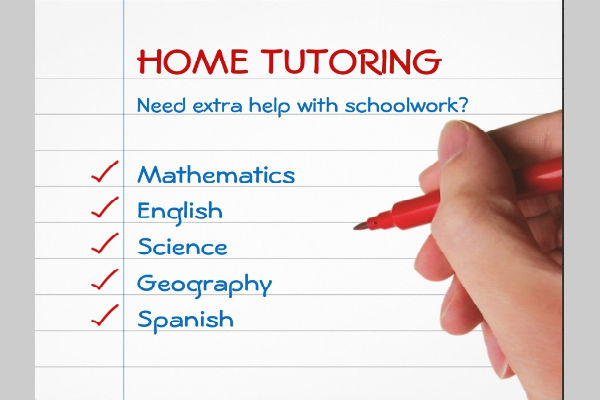 HOME TUTORING
Need extra help with schoolwork?
Mathematics
English
Science
Geography
Spanish